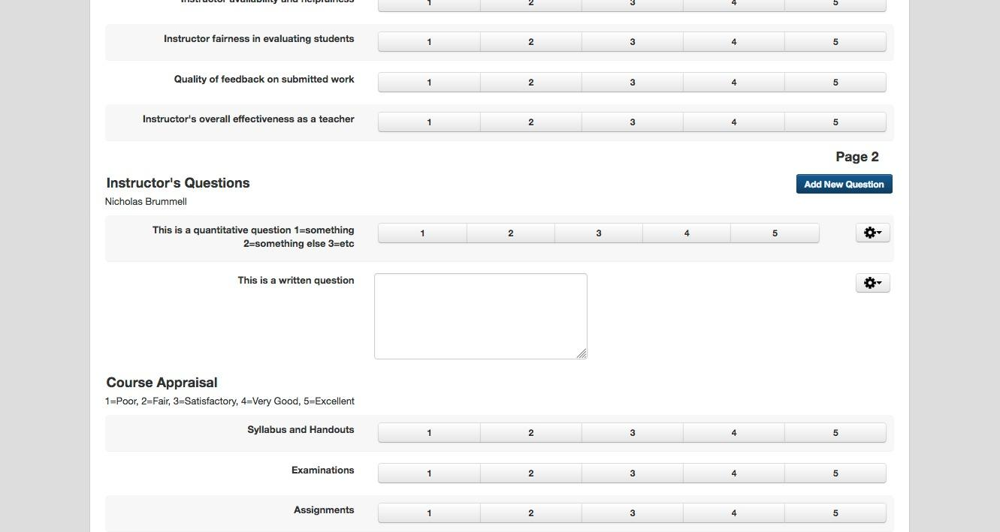 Instructor availability and helpfulness 1 2 3 4 5
Instructor fairness in evaluating students 1 2 3 4 5
Quality of feedback on submitted work 1 2 3 4 5
Instructor's overall effectiveness as a teacher 1 2 3 4 5
Page 2
Instructor's Questions
Add New Question
Nicholas Brummell
This is a quantitative question 1=something
2=something else 3=etc
1 2 3 4 5
This is a written question
Course Appraisal
1=Poor, 2=Fair, 3=Satisfactory, 4=Very Good, 5=Excellent
Syllabus and Handouts 1 2 3 4 5
Examinations 1 2 3 4 5
Assignments 1 2 3 4 5